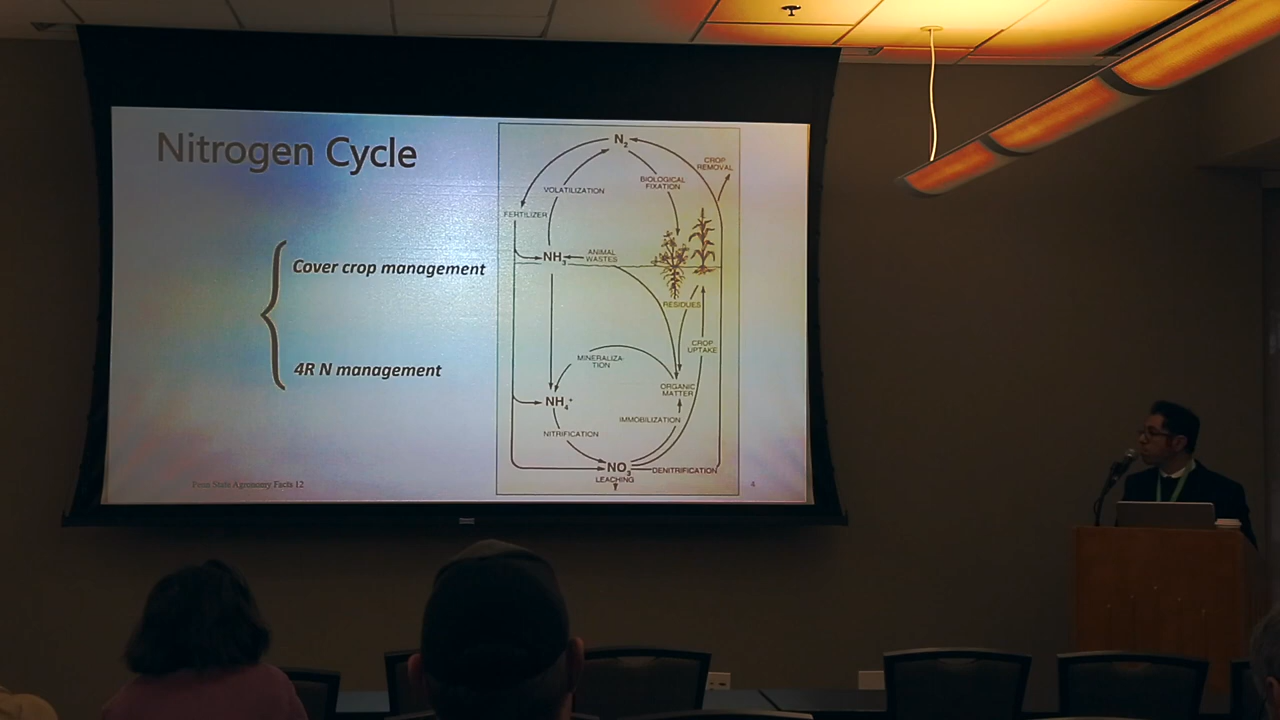 Nitrogen Cycle
Cover crop management
4R N management
Penn State Agronomy Facts 12
4
N2
CROP
REMOVAL
BIOLOGICAL
FIXATION
VOLATILIZATION
FERTILIZER
NH3
ANIMAL
WASTES
RESIDUES
CROP
UPTAKE
MINERALIZA-
TION
ORGANIC
MATTER
NH4+
IMMOBILIZATION
NITRIFICATION
NO3
DENITRIFICATION
LEACHING